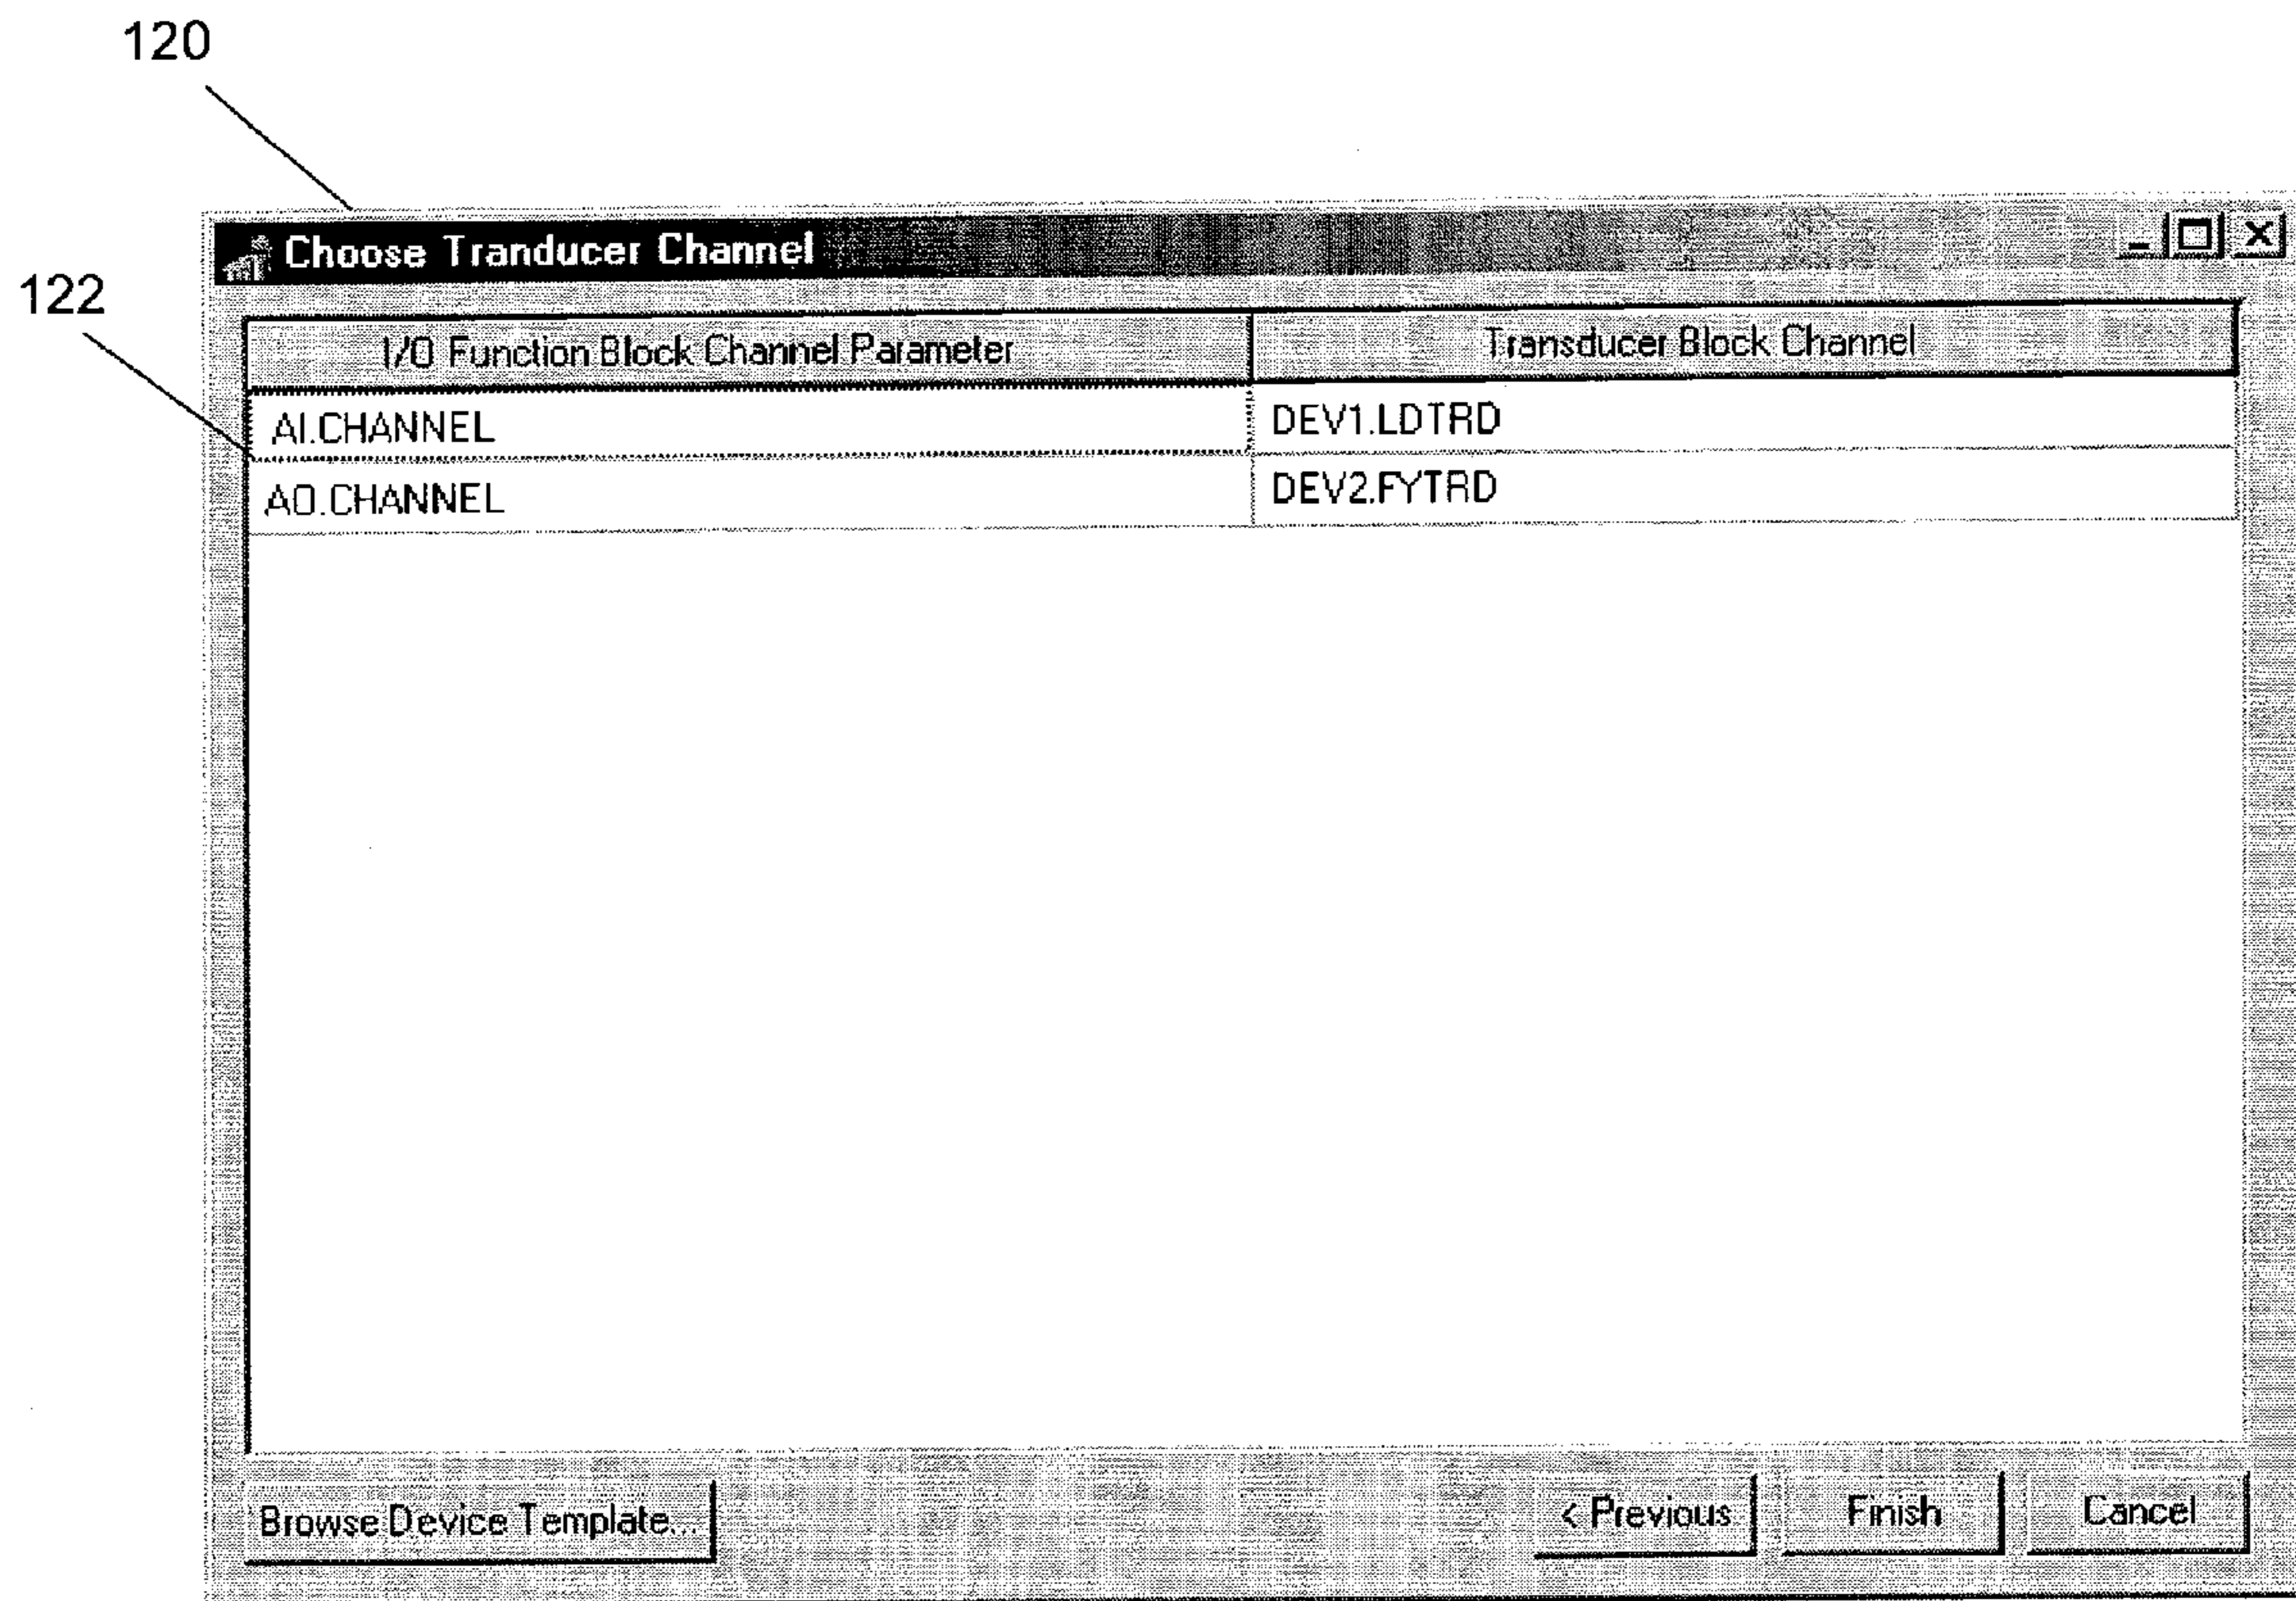 120
Choose Tranducer Channel
122
I/O Function Block Channel Parameter
Transducer Block Channel
AI.CHANNEL
DEV1.LDTRD
AO.CHANNEL
DEV2.FYTRD
Browse Device Template...
< Previous
Finish
Cancel